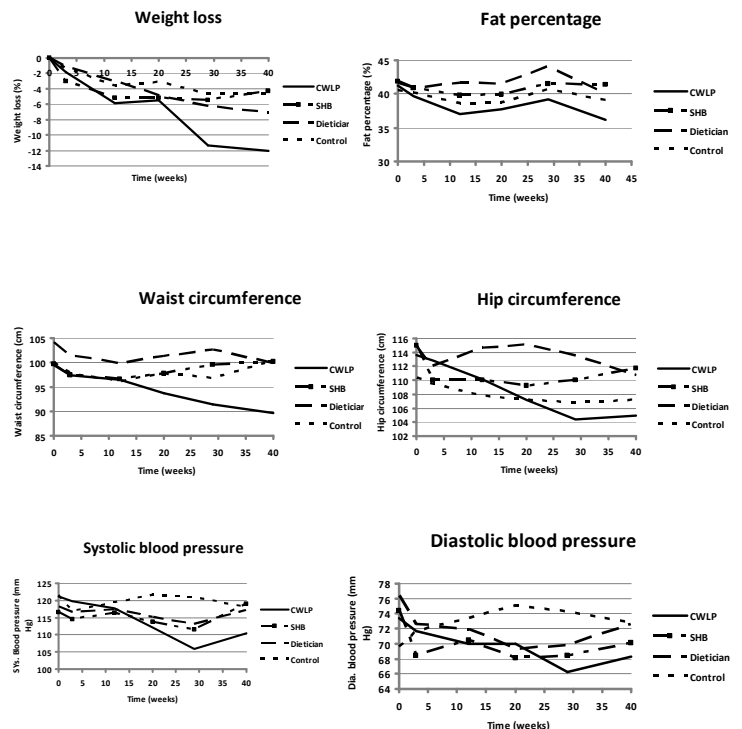 Weight loss
0
-2
-4
-6
-8
-10
-12
-14
Weight loss (%)
0 5 10 15 20 25 30 35 40
Time (weeks)
CWLP
SHB
Dietician
Control
Fat percentage
45
40
35
30
Fat percentage (%)
0 5 10 15 20 25 30 35 40 45
Time (weeks)
CWLP
SHB
Dietician
Control
Waist circumference
105
100
95
90
85
Waist circumference (cm)
0 5 10 15 20 25 30 35 40
Time (weeks)
CWLP
SHB
Dietician
Control
Hip circumference
116
114
112
110
108
106
104
102
Hip circumference (cm)
0 5 10 15 20 25 30 35 40
Time (weeks)
CWLP
SHB
Dietician
Control
Systolic blood pressure
125
120
115
110
105
100
SYs. Blood pressure (mm
Hg)
0 5 10 15 20 25 30 35 40
Time (weeks)
CWLP
SHB
Dietician
Control
Diastolic blood pressure
78
76
74
72
70
68
66
64
Dia. blood pressure (mm
Hg)
0 5 10 15 20 25 30 35 40
Time (weeks)
CWLP
SHB
Dietician
Control